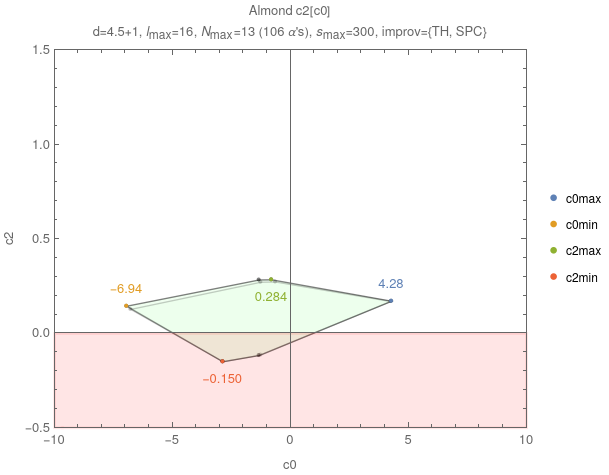 Almond c2[c0]
d=4.5+1, lmax=16, Nmax=13 (106 α's), smax=300, improv={TH, SPC}
1.5
1.0
0.5
0.0
−0.5
c2
−10
−5
0
5
10
c0
−6.94
0.284
4.28
−0.150
c0max
c0min
c2max
c2min